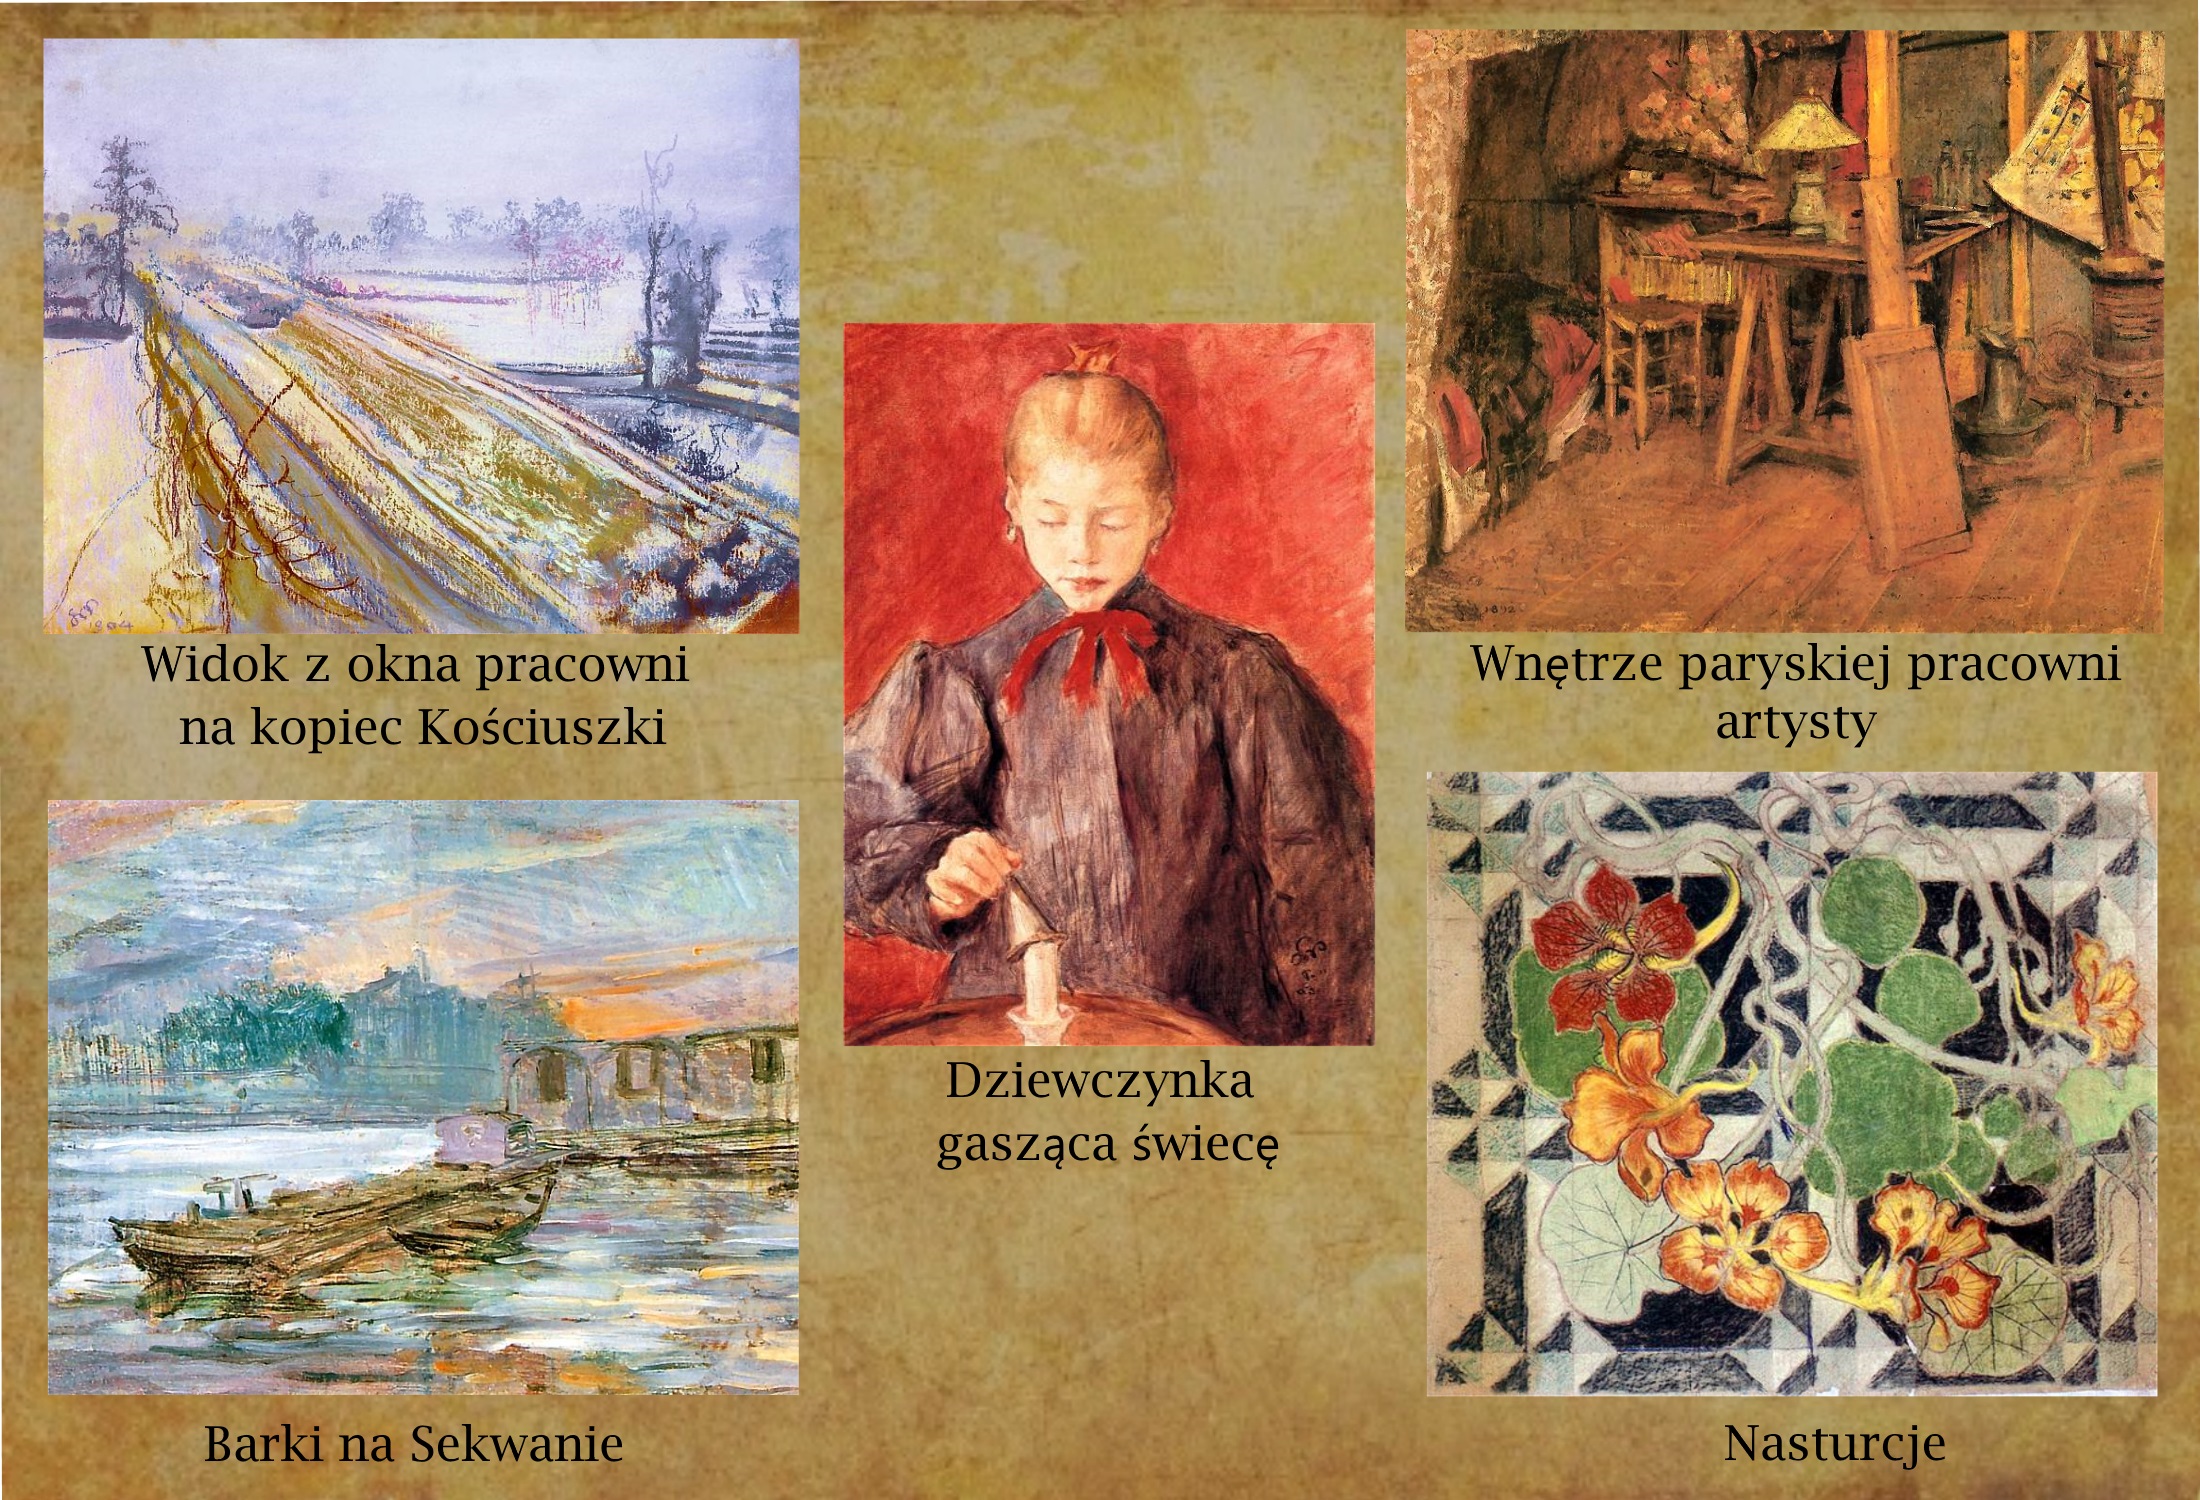 Widok z okna pracowni
na kopiec Kościuszki
Wnętrze paryskiej pracowni
artysty
Dziewczynka
gasząca świecę
Barki na Sekwanie
Nasturcje